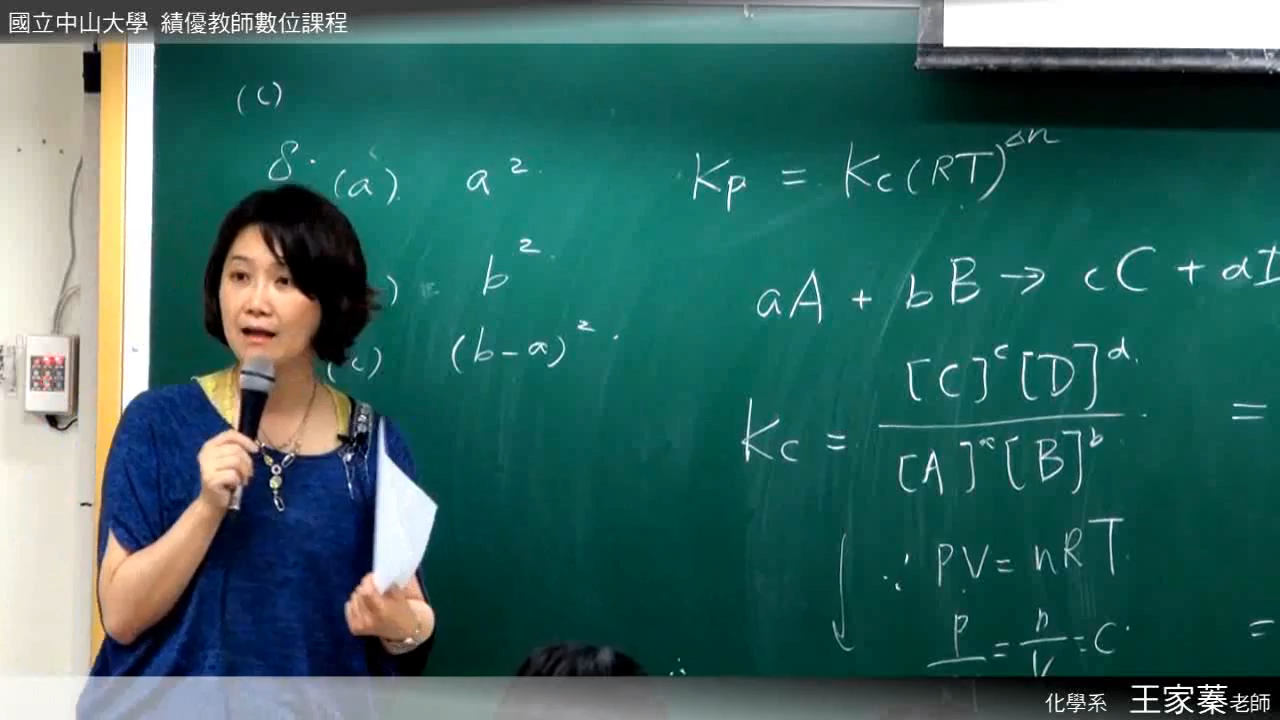 國立中山大學 績優教師數位課程
(c)
8. (a) a².
b².
(c) (b-a)².
Kp = Kc(RT)^Δn
aA + bB → cC + d
[C]^c[D]^d
Kc = ——— =
[A]^a[B]^b
∵ PV = nRT
P/ = n/V = C =
∴
化學系 王家蓁老師